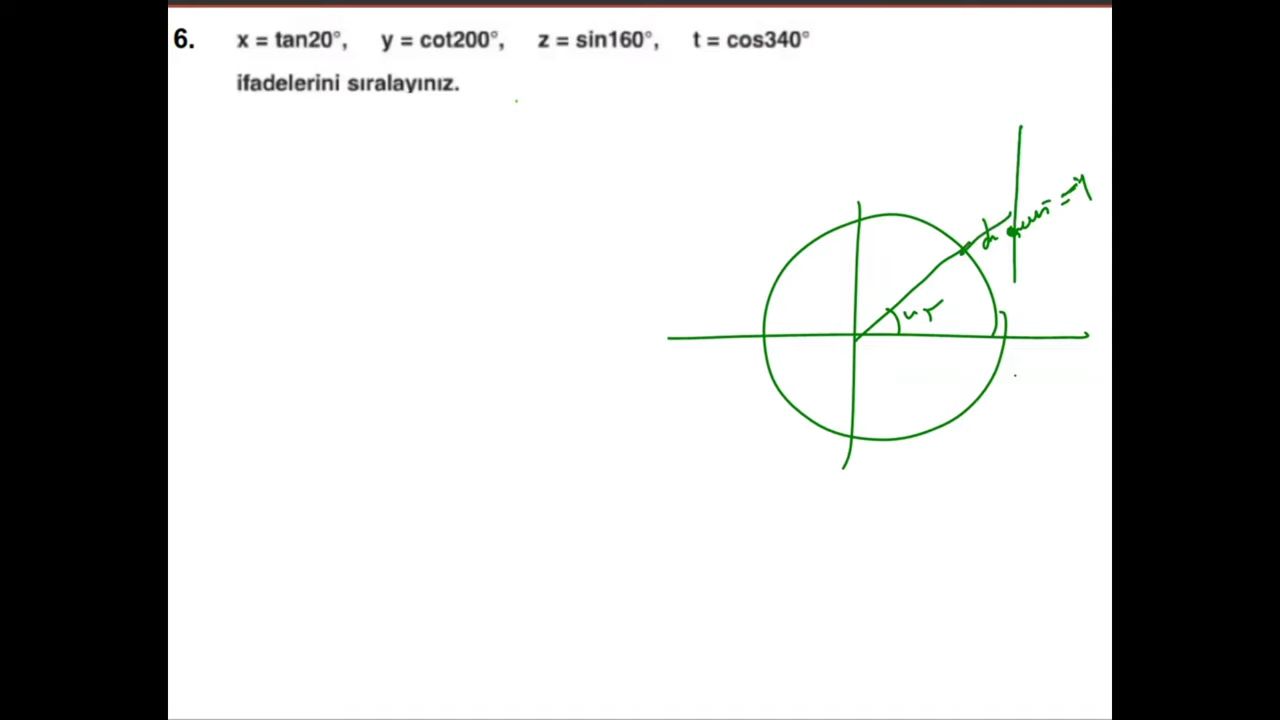 6. x = tan20°, y = cot200°, z = sin160°, t = cos340°
ifadelerini sıralayınız.